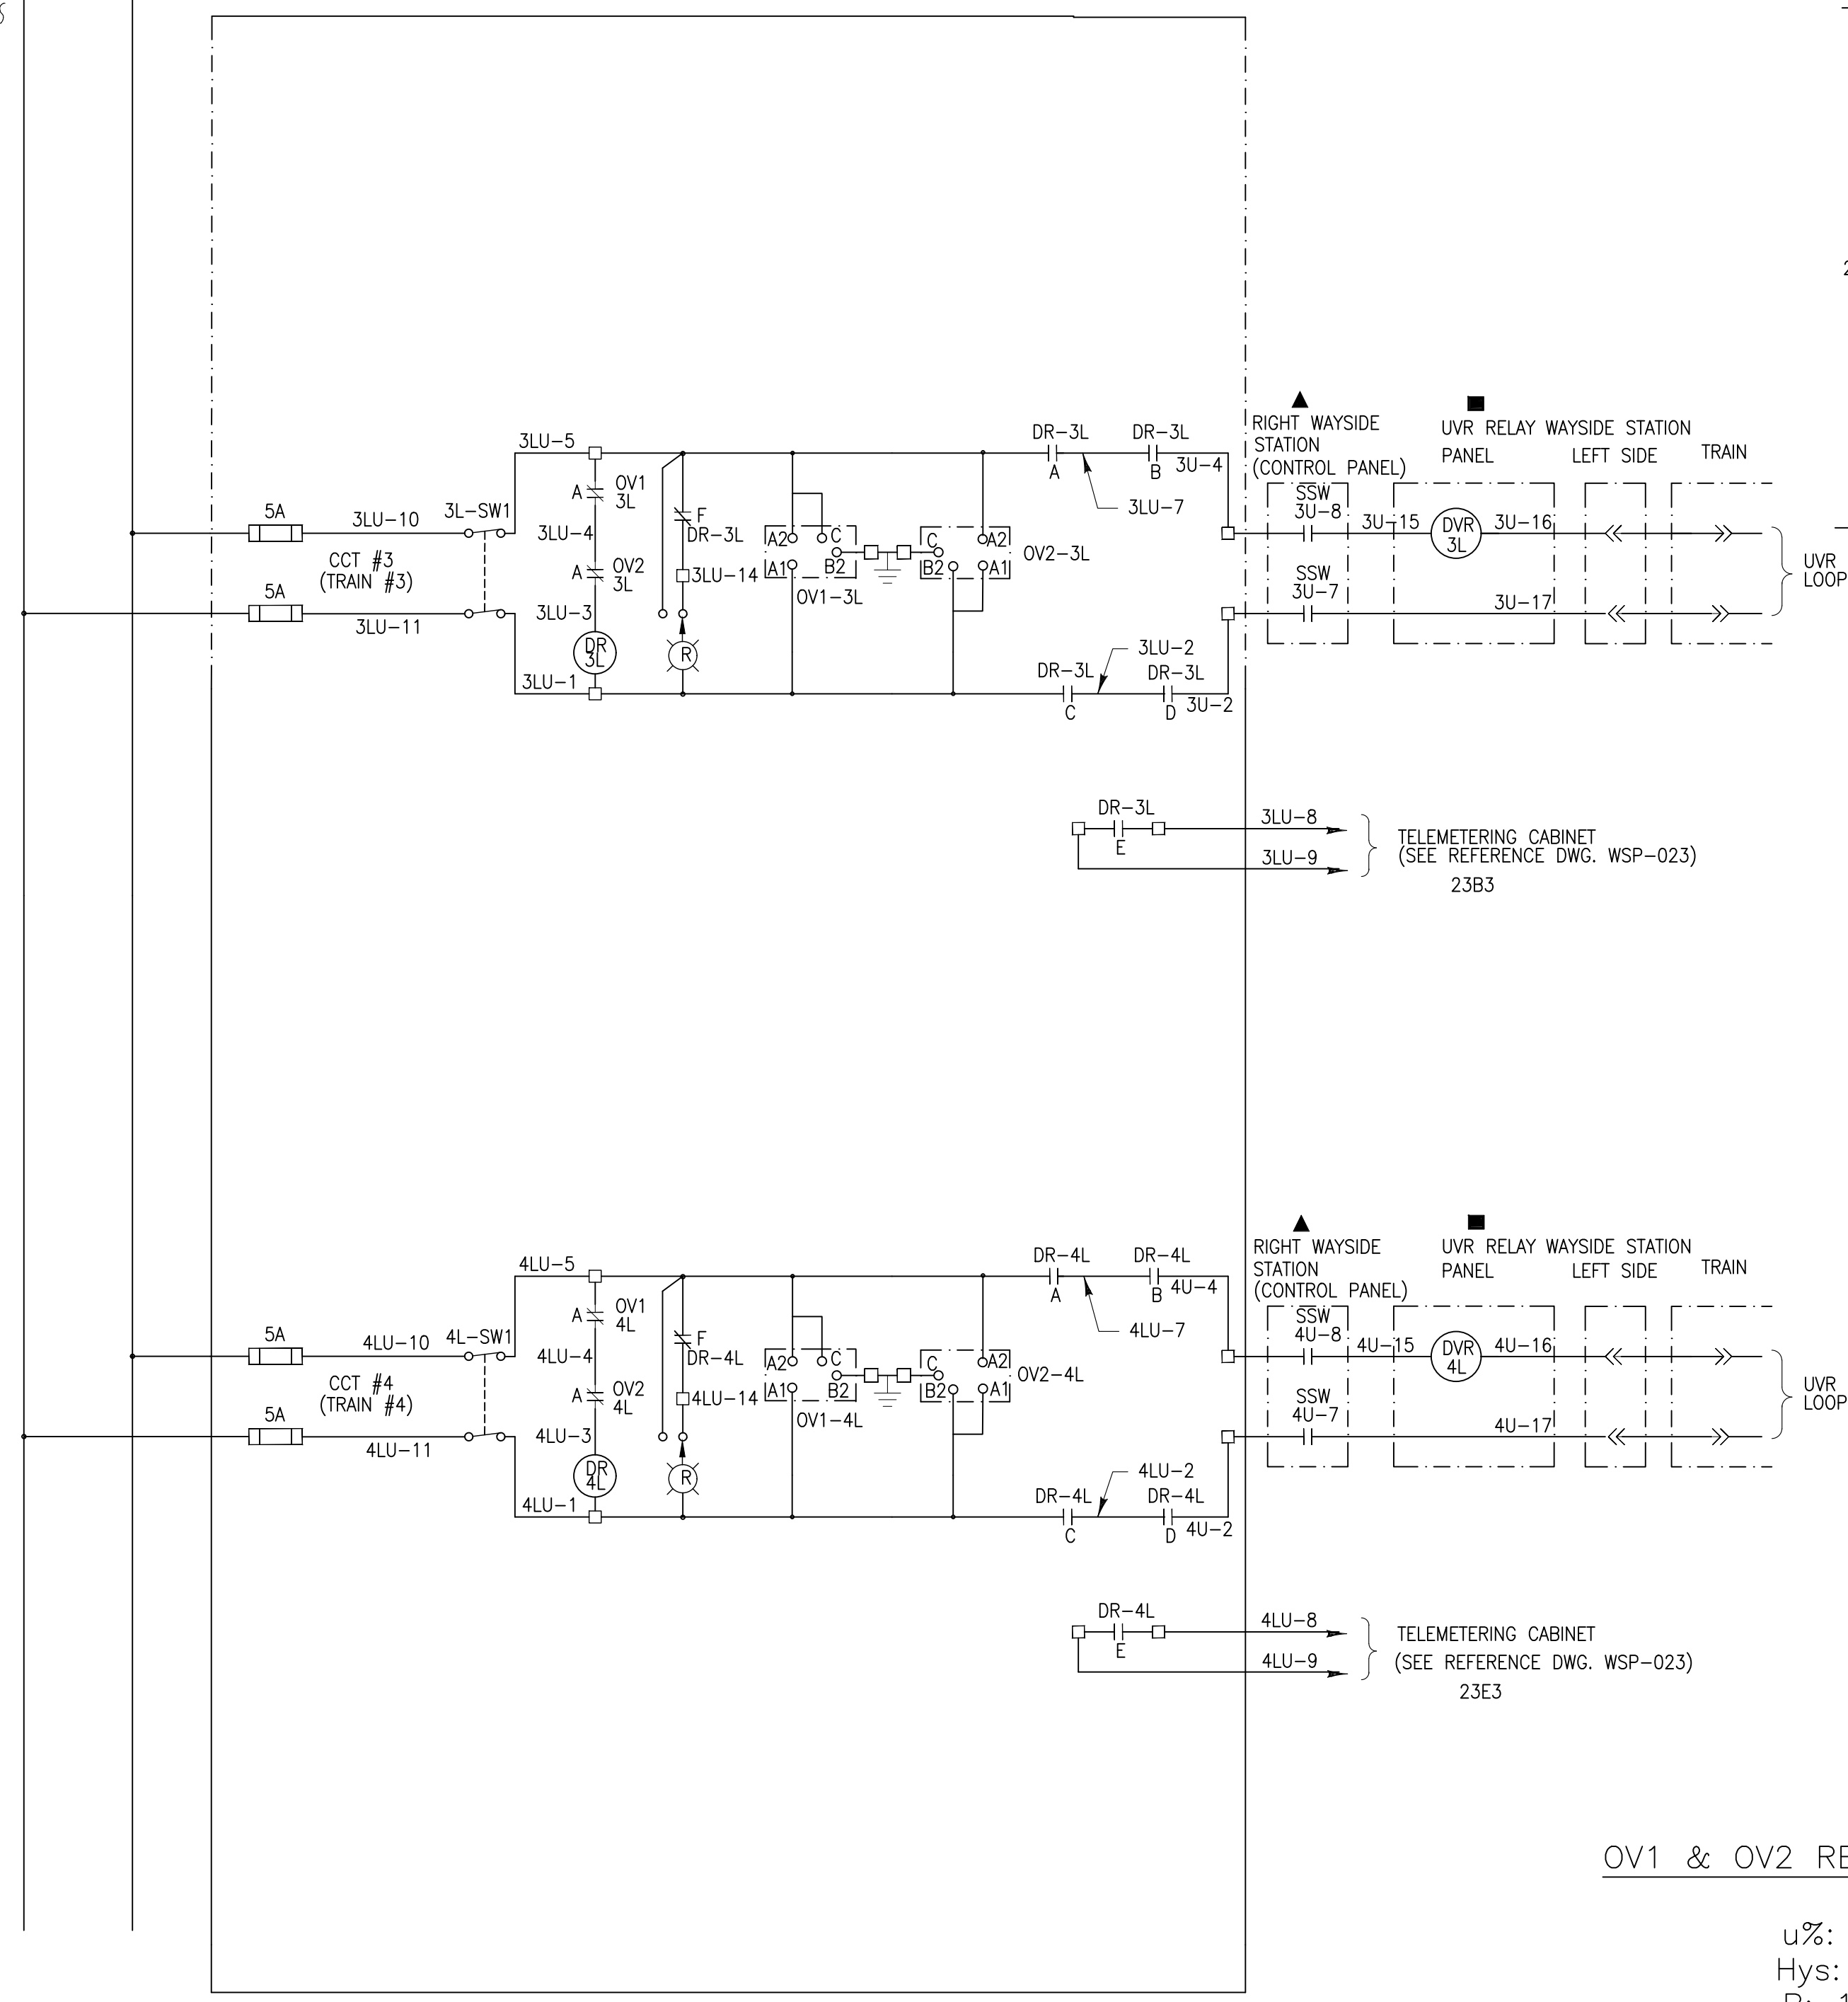 RIGHT WAYSIDE
STATION
(CONTROL PANEL)
UVR RELAY WAYSIDE STATION
PANEL
LEFT SIDE
TRAIN
3LU-5
DR-3L
A
DR-3L
B
3U-4
3LU-7
5A
3LU-10
3L-SW1
CCT #3
(TRAIN #3)
5A
3LU-11
A
OV1
3L
3LU-4
A
OV2
3L
3LU-3
DR
3L
3LU-1
F
DR-3L
3LU-14
R
A2
C
A1
B2
OV1-3L
C
A2
B2
A1
OV2-3L
SSW
3U-8
3U-15
DVR
3L
3U-16
SSW
3U-7
3U-17
UVR
LOOP
3LU-2
DR-3L
C
DR-3L
D
3U-2
DR-3L
E
3LU-8
3LU-9
TELEMETERING CABINET
(SEE REFERENCE DWG. WSP-023)
23B3
RIGHT WAYSIDE
STATION
(CONTROL PANEL)
UVR RELAY WAYSIDE STATION
PANEL
LEFT SIDE
TRAIN
4LU-5
DR-4L
A
DR-4L
B
4U-4
4LU-7
5A
4LU-10
4L-SW1
CCT #4
(TRAIN #4)
5A
4LU-11
A
OV1
4L
4LU-4
A
OV2
4L
4LU-3
DR
4L
4LU-1
F
DR-4L
4LU-14
R
A2
C
A1
B2
OV1-4L
C
A2
B2
A1
OV2-4L
SSW
4U-8
4U-15
DVR
4L
4U-16
SSW
4U-7
4U-17
UVR
LOOP
4LU-2
DR-4L
C
DR-4L
D
4U-2
DR-4L
E
4LU-8
4LU-9
TELEMETERING CABINET
(SEE REFERENCE DWG. WSP-023)
23E3
OV1 & OV2
u%:
Hys: